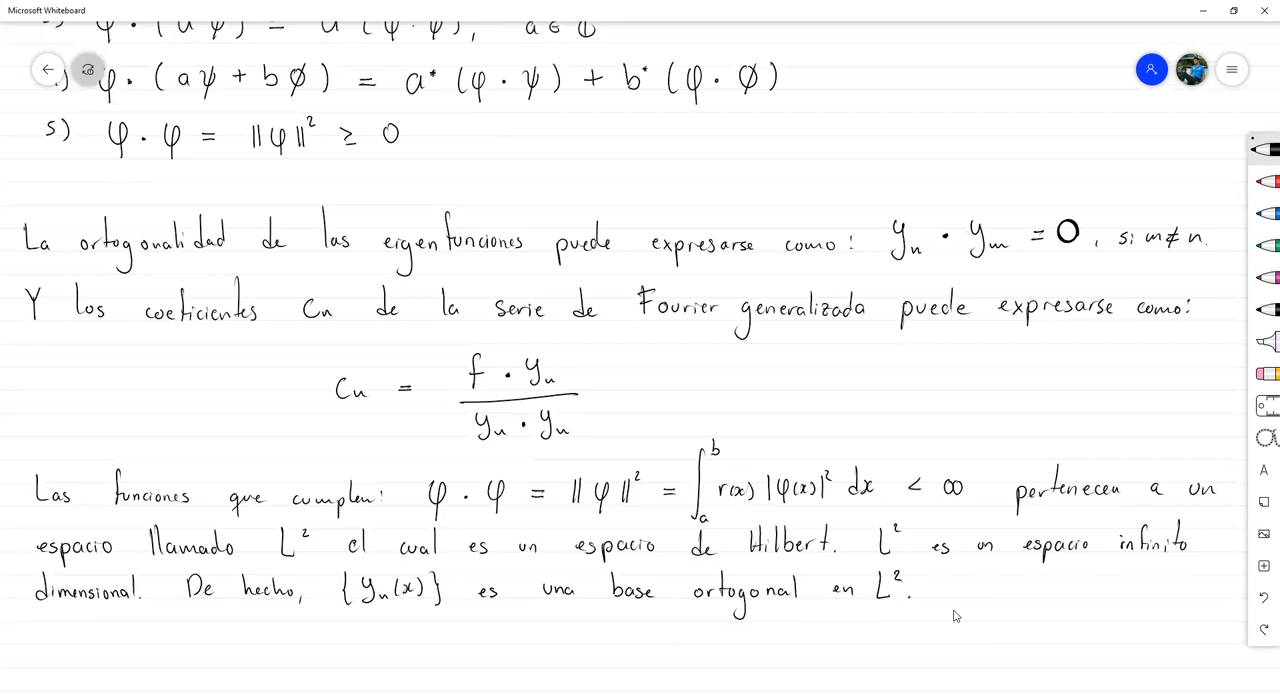 Microsoft Whiteboard
φ · (aψ + bø) = a* (φ · ψ) + b* (φ · ø)
5) φ · φ = ||φ||² ≥ 0
La ortogonalidad de las eigenfunciones puede expresarse como: yn · ym = 0, si m≠n.
Y los coeficientes Cn de la serie de Fourier generalizada puede expresarse como:
Cn = f · yn / yn · yn
Las funciones que cumplen: φ · φ = ||φ||² = ∫_a^b r(x) |φ(x)|² dx < ∞ pertenecen a un
espacio llamado L² el cual es un espacio de Hilbert. L² es un espacio infinito
dimensional. De hecho, {yn(x)} es una base ortogonal en L².